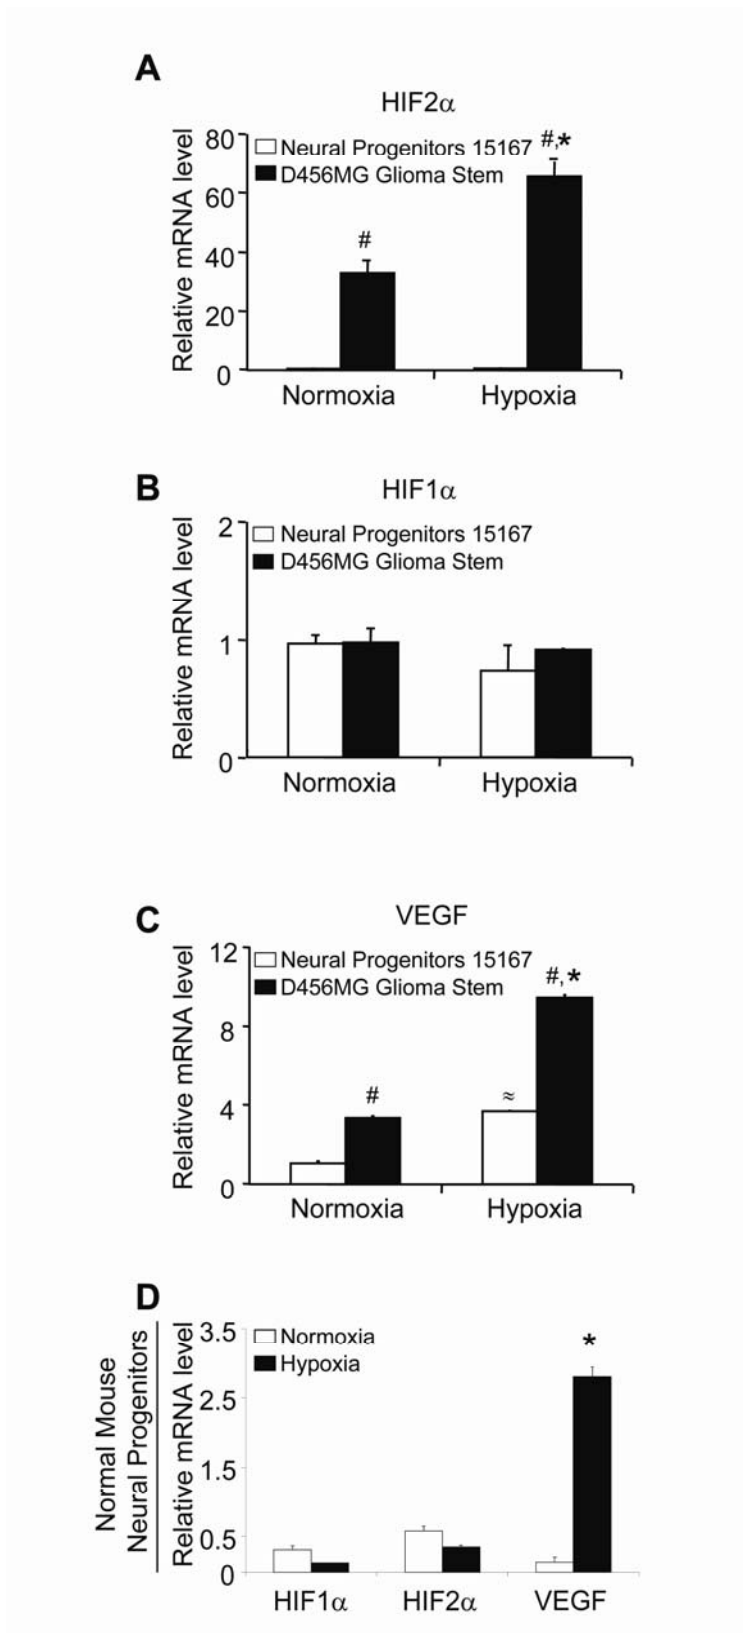 A
HIF2α
Relative mRNA level
80
60
40
20
0
Neural Progenitors 15167
D456MG Glioma Stem
#
#,*
Normoxia
Hypoxia
B
HIF1α
Relative mRNA level
2
1
0
Neural Progenitors 15167
D456MG Glioma Stem
Normoxia
Hypoxia
C
VEGF
Relative mRNA level
12
8
4
0
Neural Progenitors 15167
D456MG Glioma Stem
#
≈
#,*
Normoxia
Hypoxia
D
Normal Mouse
Neural Progenitors
Relative mRNA level
3.5
2.5
1.5
0.5
0
Normoxia
Hypoxia
*
HIF1α
HIF2α
VEGF